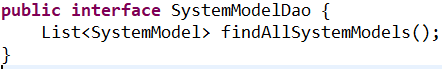 public interface SystemModelDao {
    List<SystemModel> findAllSystemModels();
}